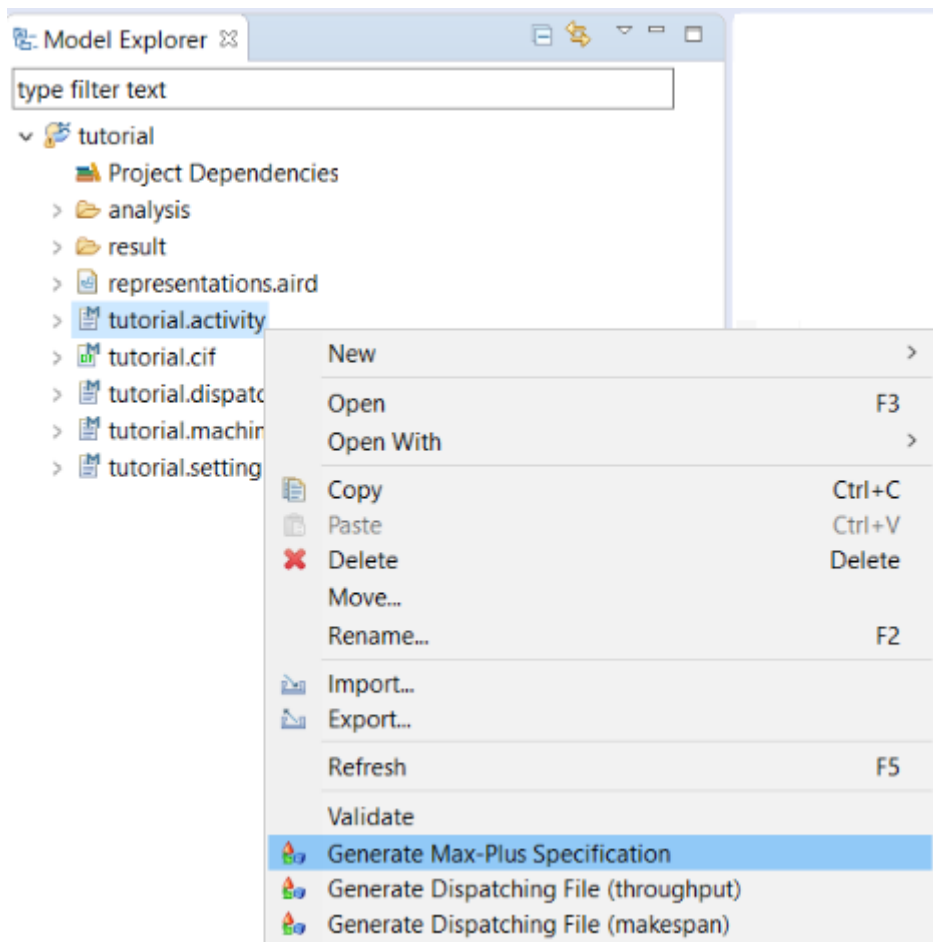 Model Explorer
type filter text
tutorial
Project Dependencies
analysis
result
representations.aird
tutorial.activity
tutorial.cif
tutorial.dispatc
tutorial.machin
tutorial.setting
New
Open F3
Open With
Copy Ctrl+C
Paste Ctrl+V
Delete Delete
Move...
Rename... F2
Import...
Export...
Refresh F5
Validate
Generate Max-Plus Specification
Generate Dispatching File (throughput)
Generate Dispatching File (makespan)